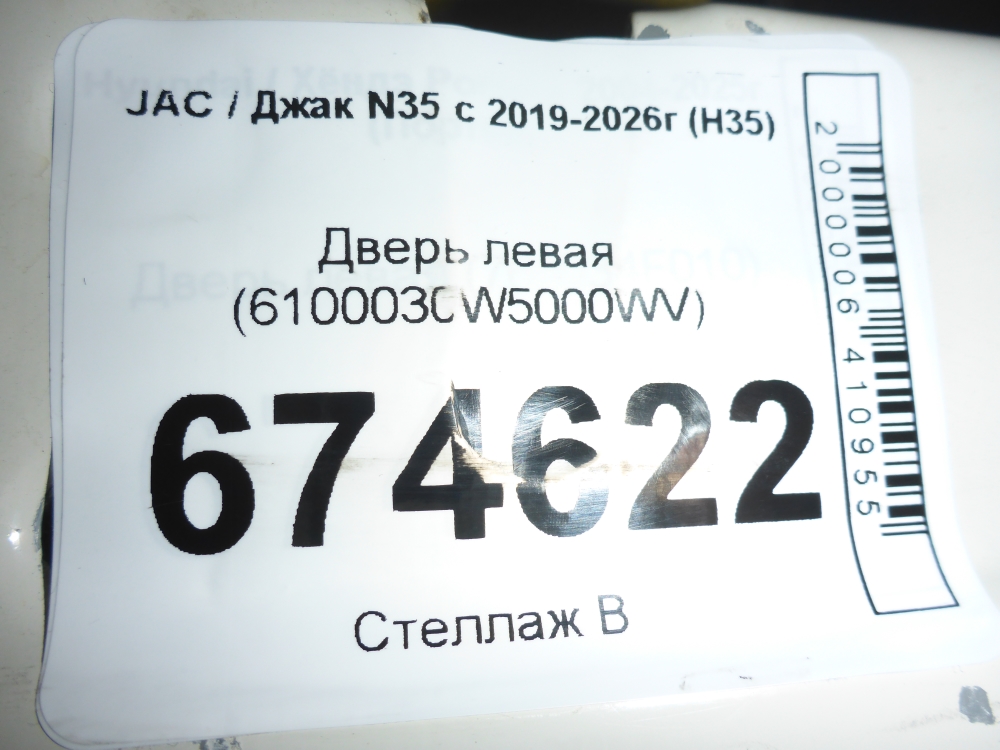 JAC / Джак N35 с 2019-2026г (Н35)
Дверь левая
(6100030W5000WV)
674622
Стеллаж В
2000006410955